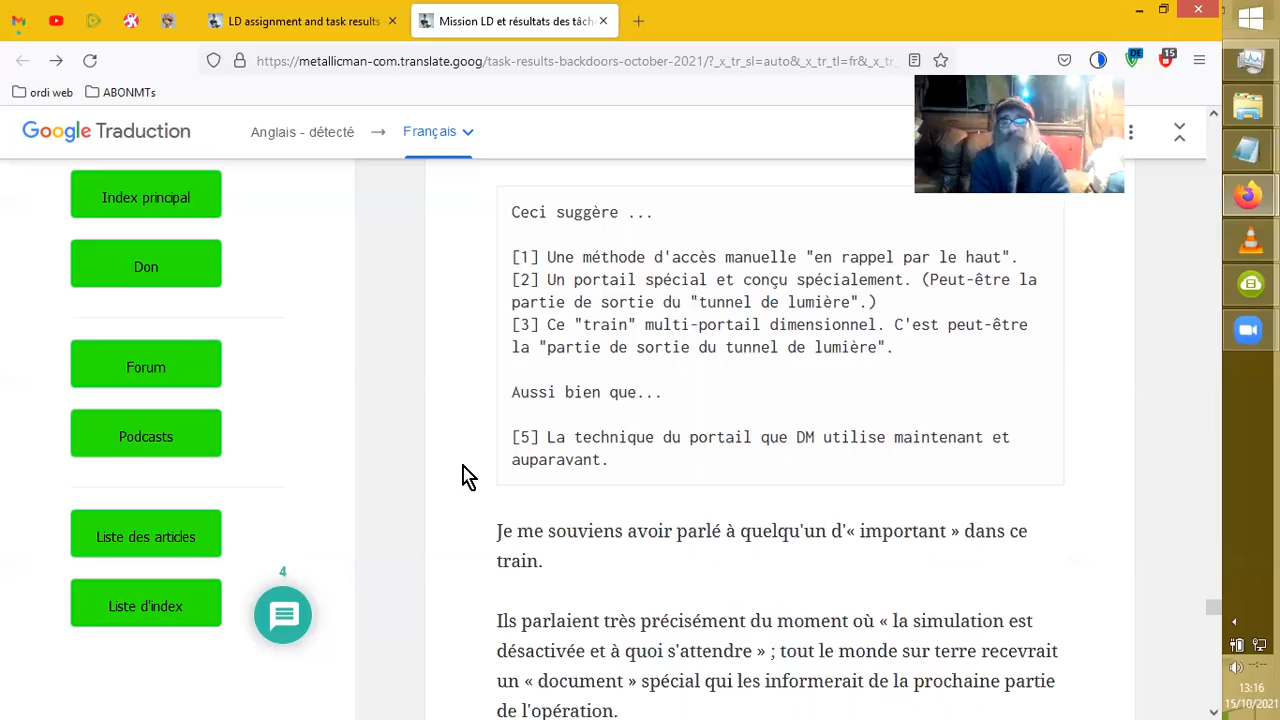 LD assignment and task results
Mission LD et résultats des tâch
https://metallicman-com.translate.goog/task-results-backdoors-october-2021/?_x_tr_sl=auto&_x_tr_tl=fr&_x_
DE
15
ordi web
ABONMTs
Google Traduction
Anglais - détecté
Français
Index principal
Don
Forum
Podcasts
Liste des articles
Liste d'index
4
Ceci suggère ...
[1] Une méthode d'accès manuelle "en rappel par le haut".
[2] Un portail spécial et conçu spécialement. (Peut-être la
partie de sortie du "tunnel de lumière".)
[3] Ce "train" multi-portail dimensionnel. C'est peut-être
la "partie de sortie du tunnel de lumière".
Aussi bien que...
[5] La technique du portail que DM utilise maintenant et
auparavant.
Je me souviens avoir parlé à quelqu'un d'« important » dans ce
train.
Ils parlaient très précisément du moment où « la simulation est
désactivée et à quoi s'attendre » ; tout le monde sur terre recevrait
un « document » spécial qui les informerait de la prochaine partie
de l'opération.
13:16
15/10/2021